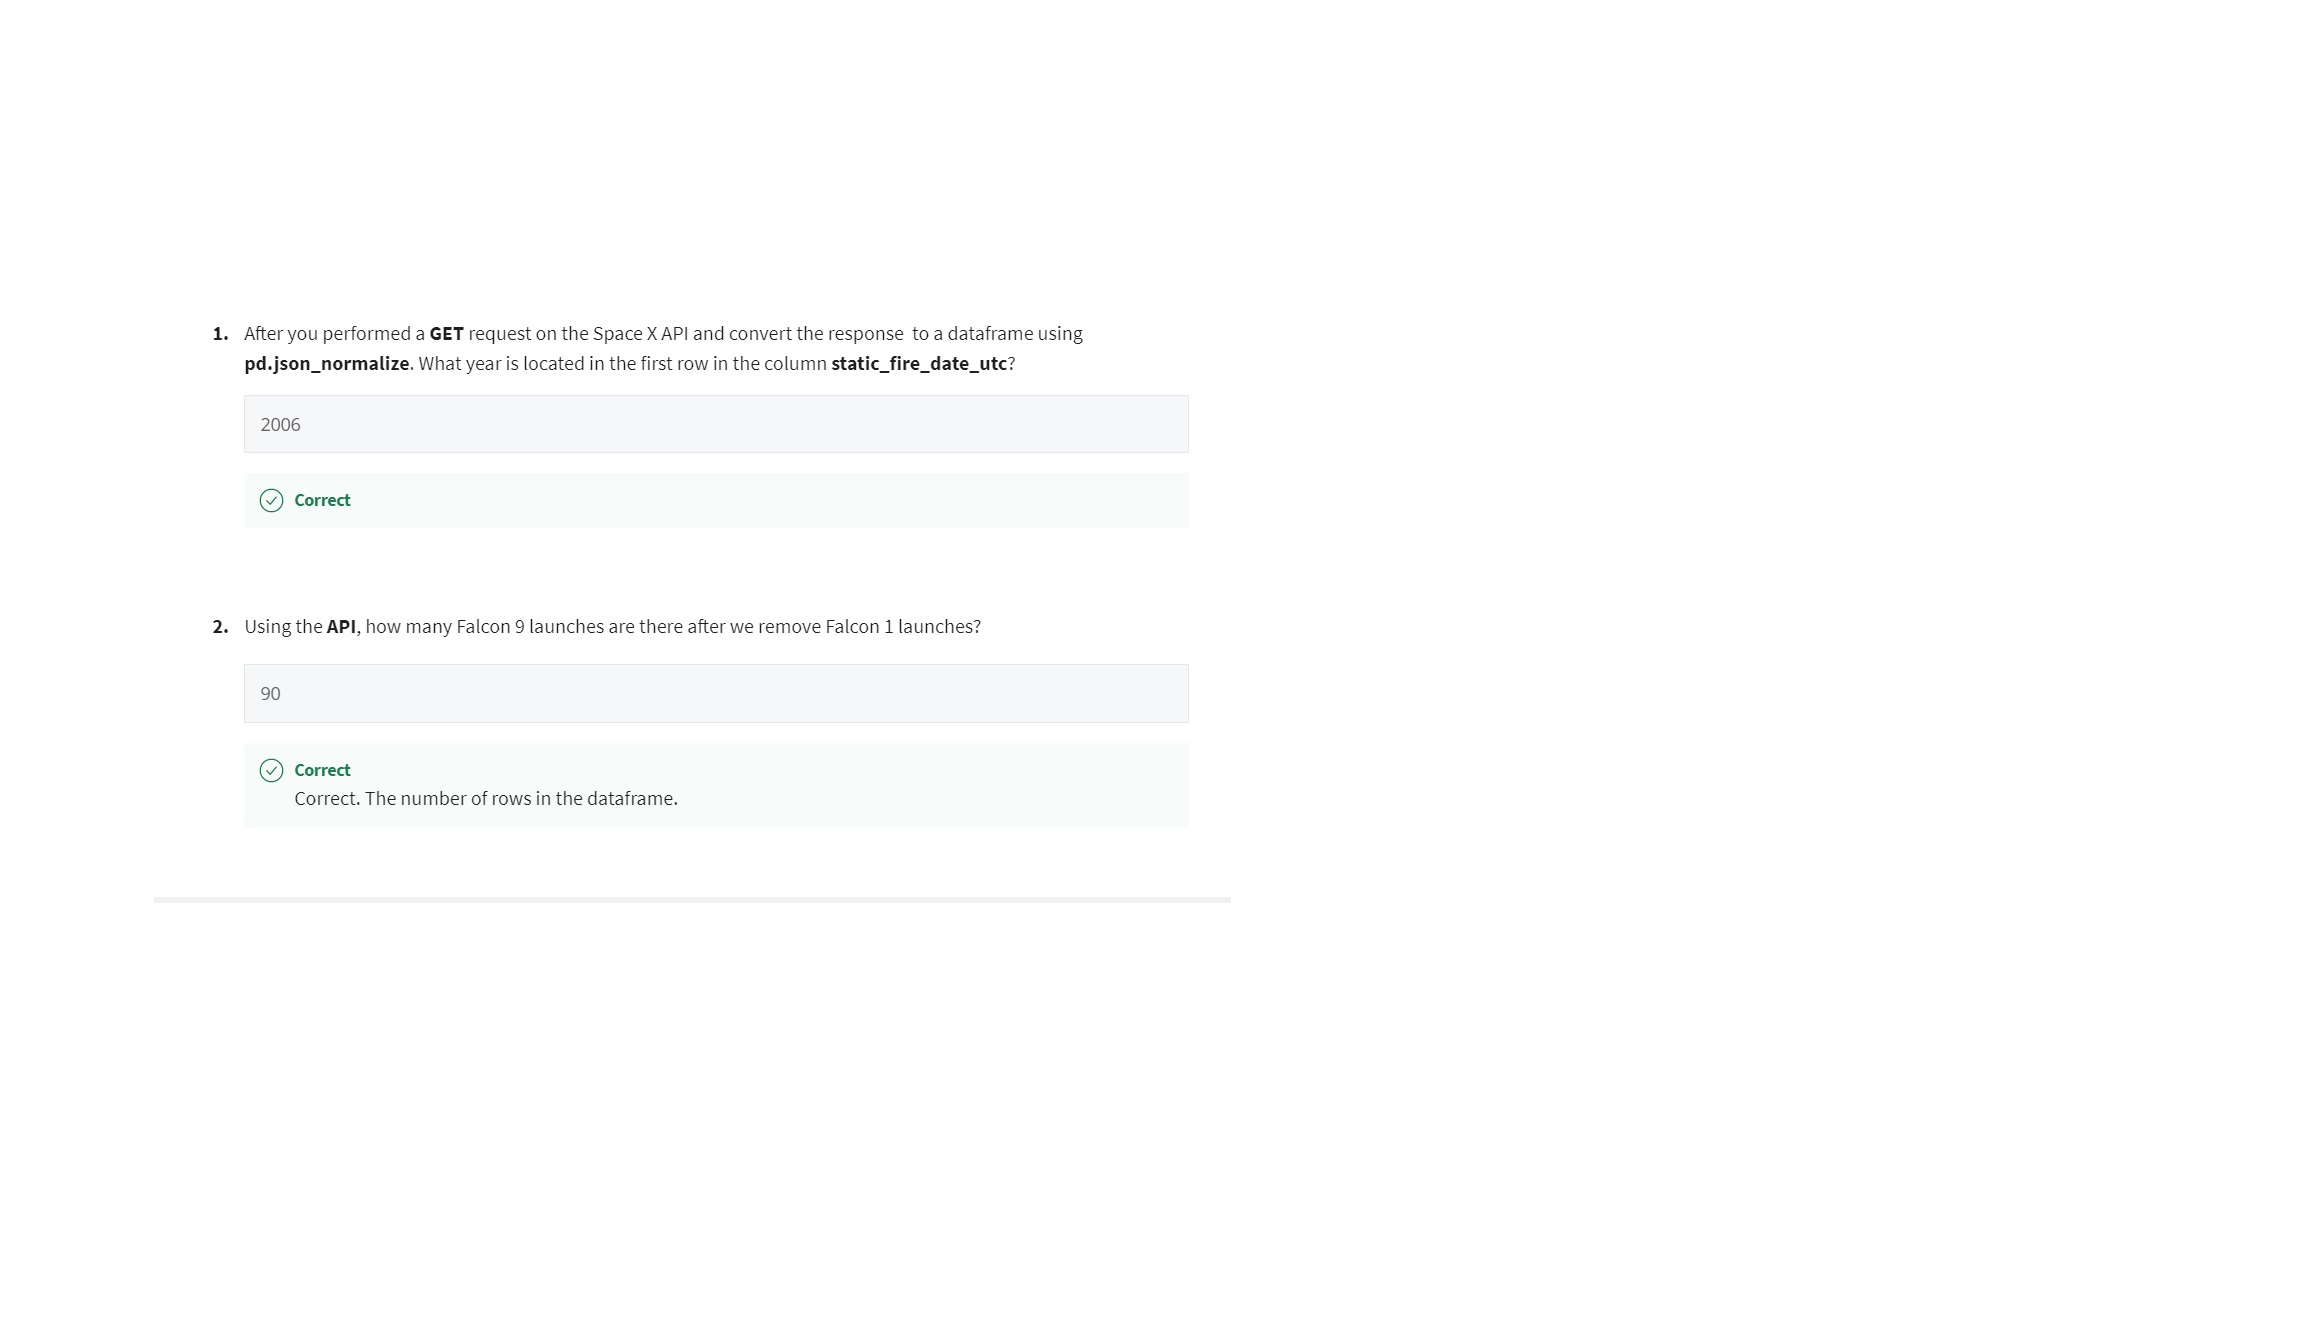 1. After you performed a GET request on the Space X API and convert the response  to a dataframe using
pd.json_normalize. What year is located in the first row in the column static_fire_date_utc?
2006
Correct
2. Using the API, how many Falcon 9 launches are there after we remove Falcon 1 launches?
90
Correct
Correct. The number of rows in the dataframe.